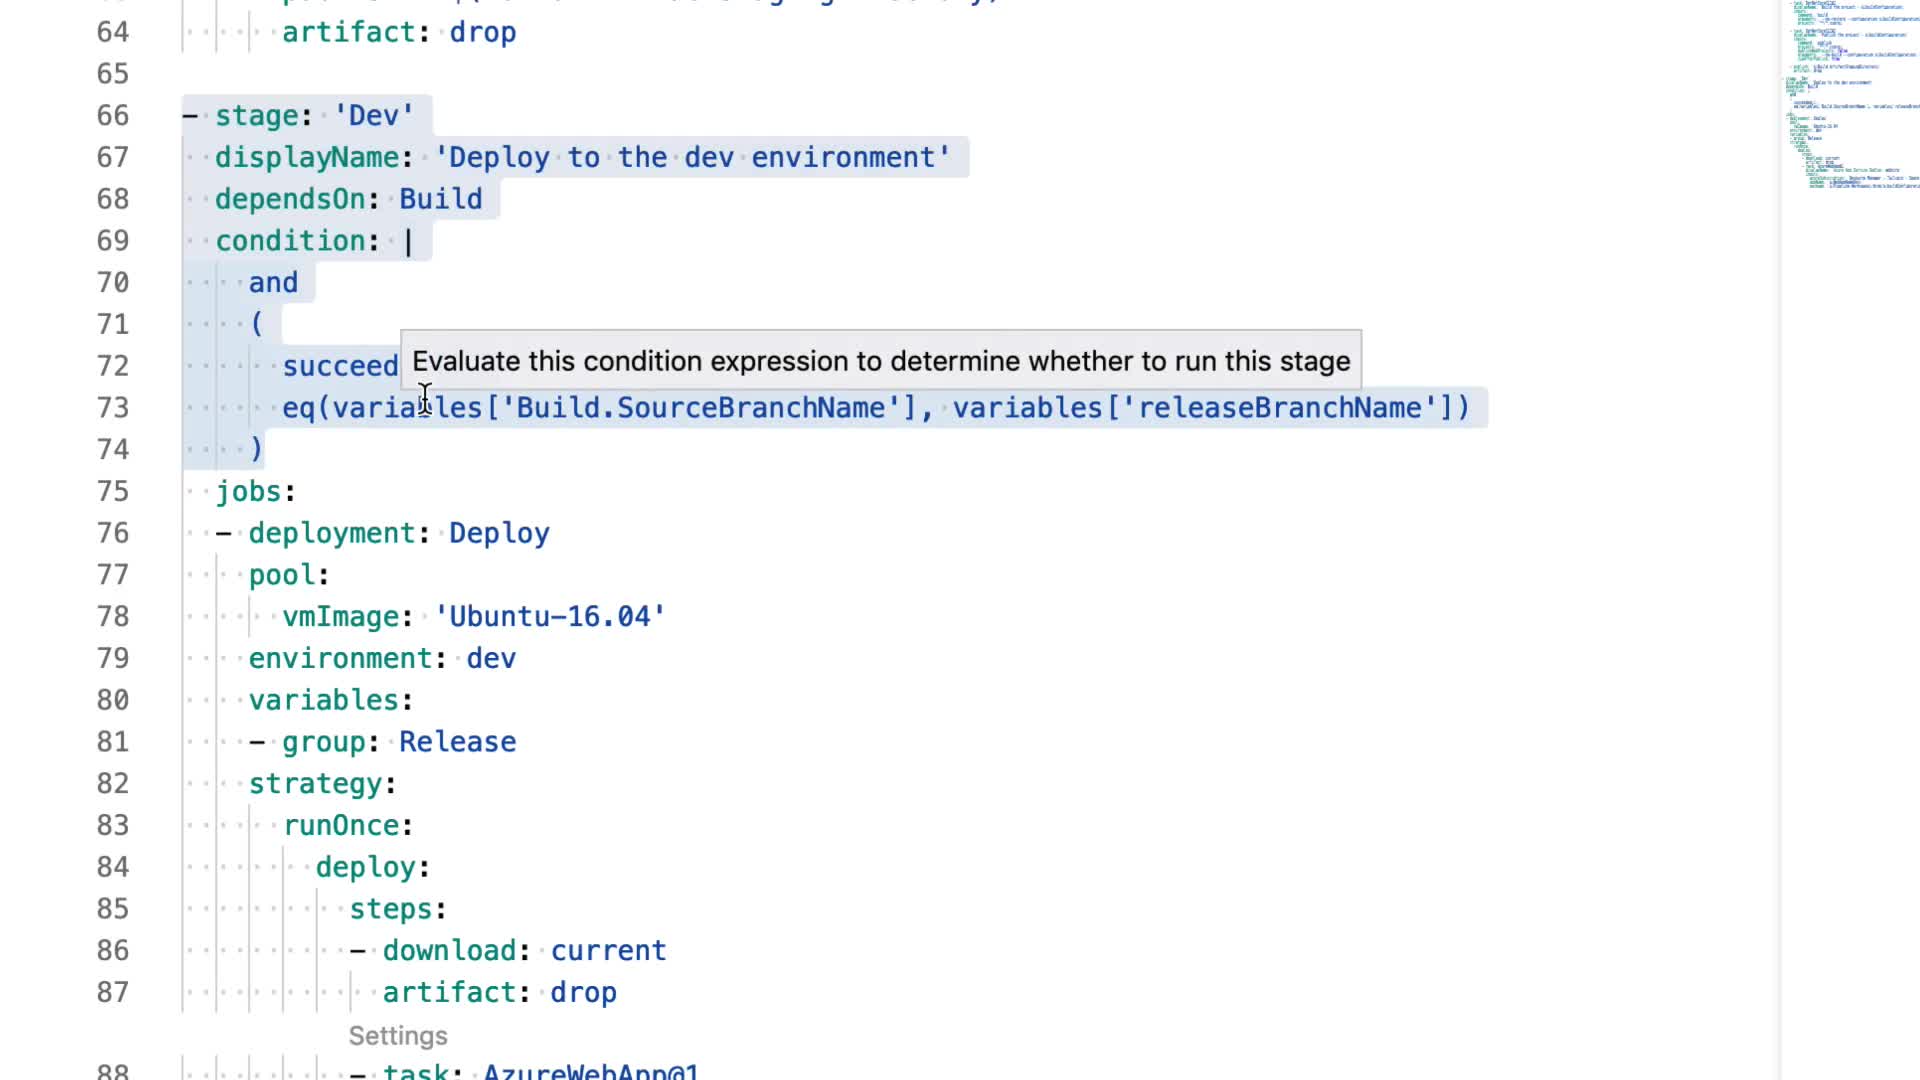 64 artifact: drop
65
66 - stage: 'Dev'
67 displayName: 'Deploy to the dev environment'
68 dependsOn: Build
69 condition: |
70 and
71 (
72 succeed
Evaluate this condition expression to determine whether to run this stage
73 eq(variables['Build.SourceBranchName'], variables['releaseBranchName'])
74 )
75 jobs:
76 - deployment: Deploy
77 pool:
78 vmImage: 'Ubuntu-16.04'
79 environment: dev
80 variables:
81 - group: Release
82 strategy:
83 runOnce:
84 deploy:
85 steps:
86 - download: current
87 artifact: drop
Settings
88 - task: AzureWebApp@1